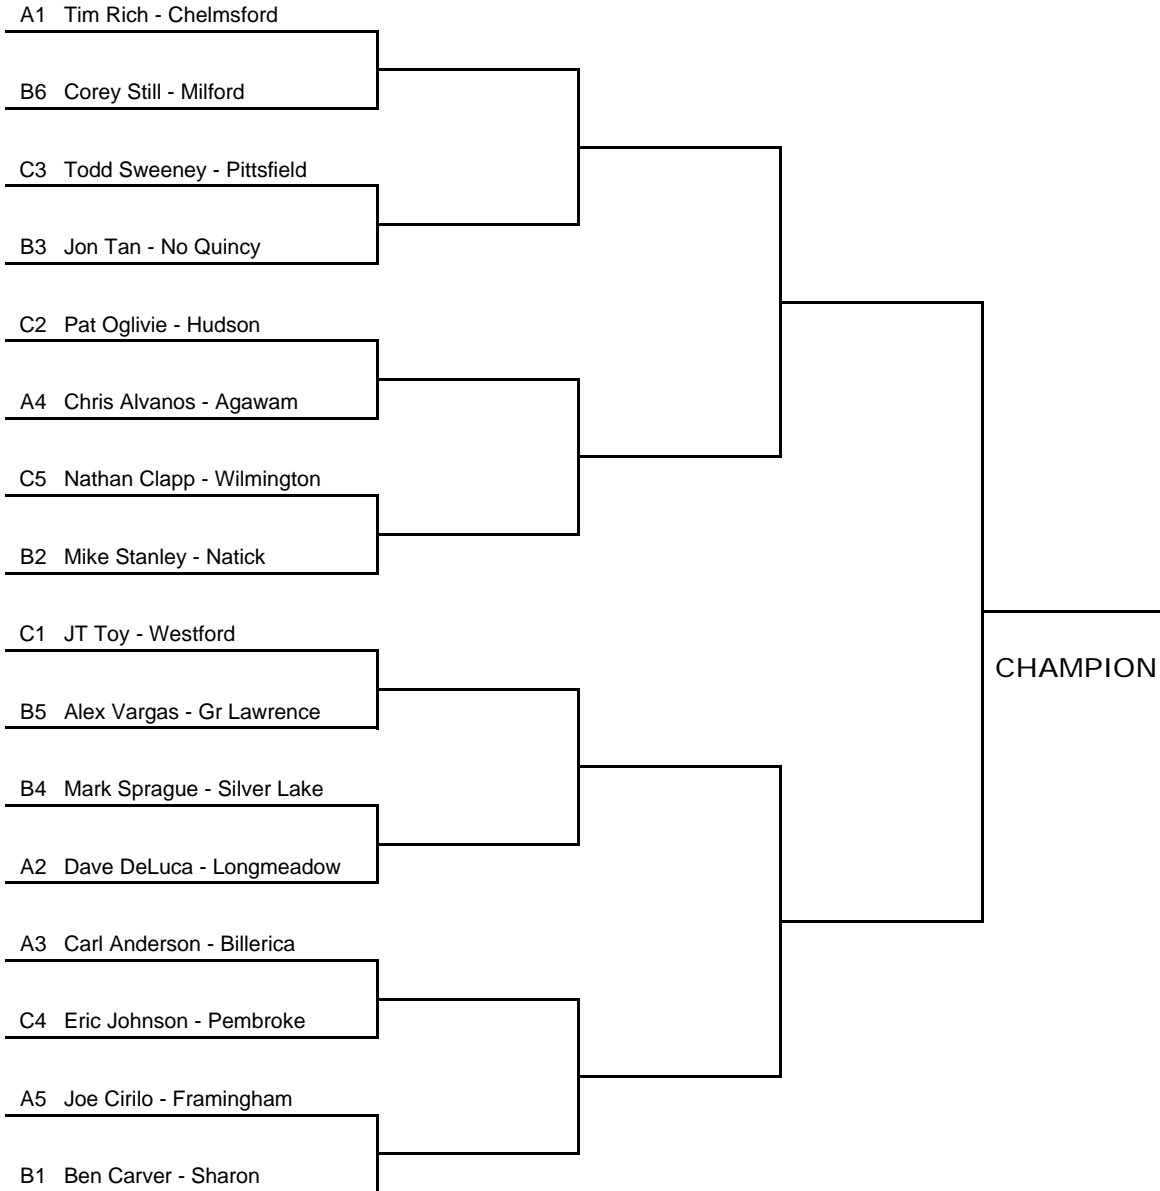 A1 Tim Rich - Chelmsford
B6 Corey Still - Milford
C3 Todd Sweeney - Pittsfield
B3 Jon Tan - No Quincy
C2 Pat Oglivie - Hudson
A4 Chris Alvanos - Agawam
C5 Nathan Clapp - Wilmington
B2 Mike Stanley - Natick
C1 JT Toy - Westford
CHAMPION
B5 Alex Vargas - Gr Lawrence
B4 Mark Sprague - Silver Lake
A2 Dave DeLuca - Longmeadow
A3 Carl Anderson - Billerica
C4 Eric Johnson - Pembroke
A5 Joe Cirilo - Framingham
B1 Ben Carver - Sharon